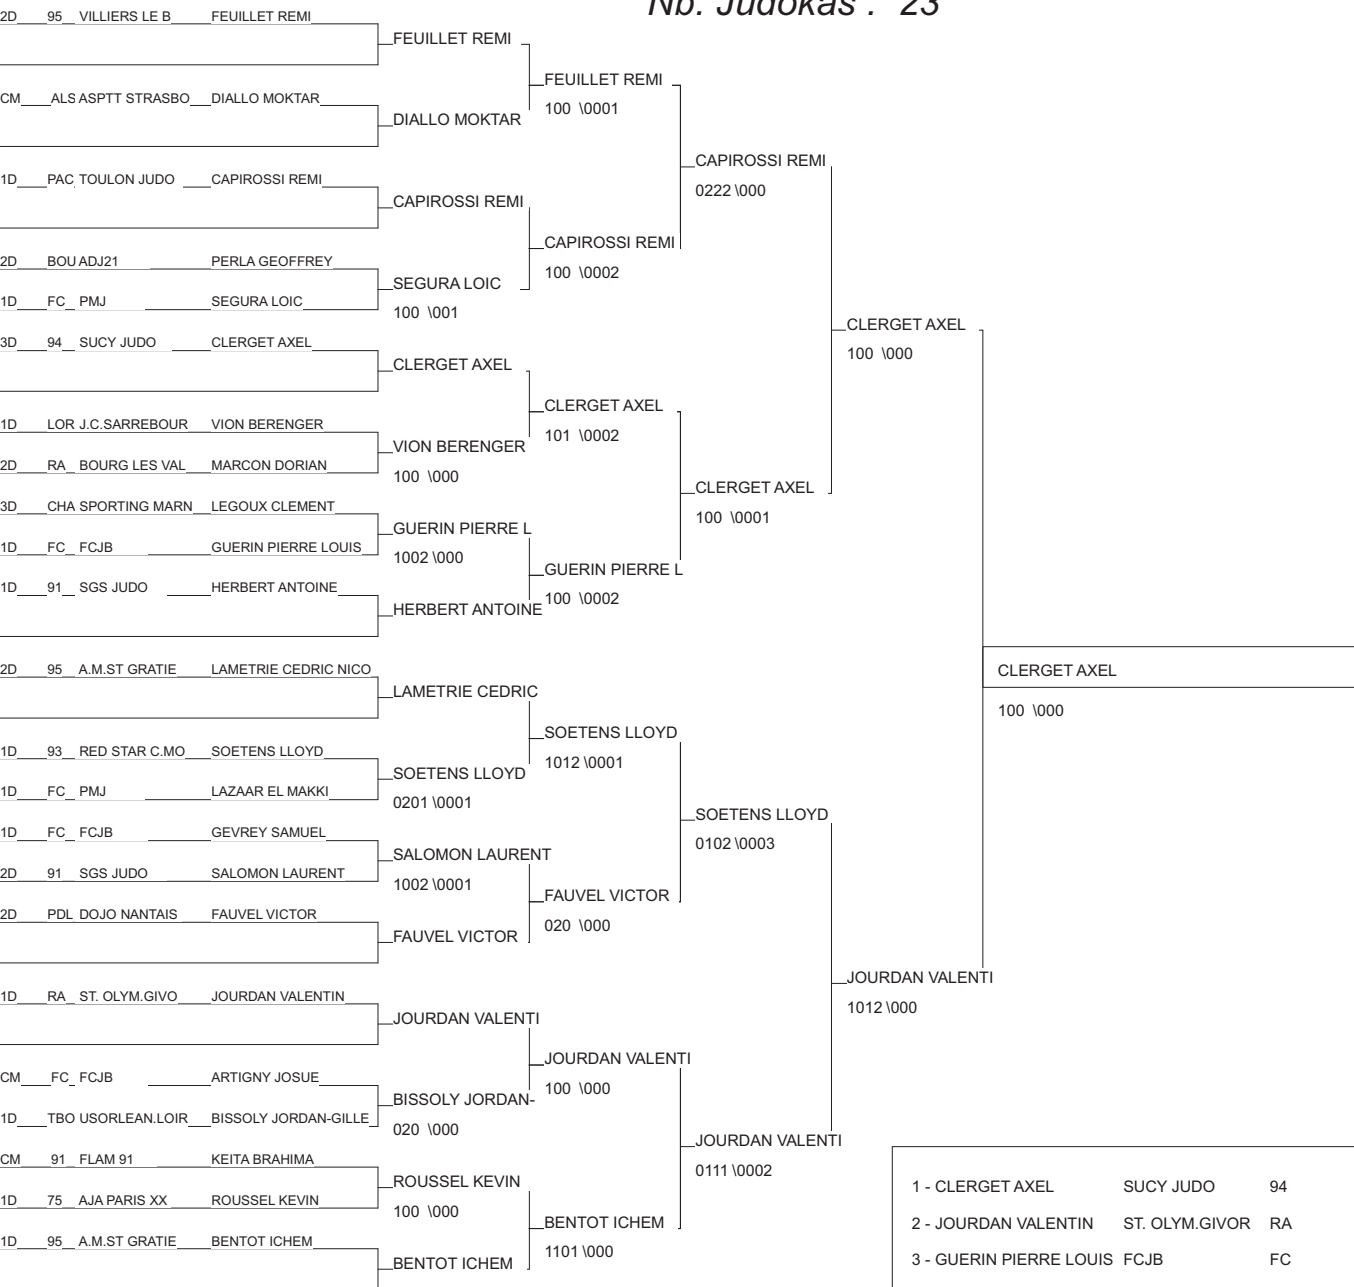 Nb. Judokas : 23
2D 95 VILLIERS LE B FEUILLET REMI
FEUILLET REMI
FEUILLET REMI
100 \0001
CM ALS ASPTT STRASBO DIALLO MOKTAR
DIALLO MOKTAR
CAPIROSSI REMI
0222 \000
1D PAC TOULON JUDO CAPIROSSI REMI
CAPIROSSI REMI
CAPIROSSI REMI
100 \0002
2D BOU ADJ21 PERLA GEOFFREY
SEGURA LOIC
100 \001
1D FC PMJ SEGURA LOIC
CLERGET AXEL
100 \000
3D 94 SUCY JUDO CLERGET AXEL
CLERGET AXEL
CLERGET AXEL
101 \0002
1D LOR J.C.SARREBOUR VION BERENGER
VION BERENGER
100 \000
2D RA BOURG LES VAL MARCON DORIAN
CLERGET AXEL
100 \0001
3D CHA SPORTING MARN LEGOUX CLEMENT
GUERIN PIERRE L
1002 \000
1D FC FCJB GUERIN PIERRE LOUIS
GUERIN PIERRE L
100 \0002
1D 91 SGS JUDO HERBERT ANTOINE
HERBERT ANTOINE
CLERGET AXEL
100 \000
2D 95 A.M.ST GRATIE LAMETRIE CEDRIC NICO
LAMETRIE CEDRIC
SOETENS LLOYD
1012 \0001
1D 93 RED STAR C.MO SOETENS LLOYD
SOETENS LLOYD
0201 \0001
1D FC PMJ LAZAAR EL MAKKI
SOETENS LLOYD
0102 \0003
1D FC FCJB GEVREY SAMUEL
SALOMON LAURENT
1002 \0001
2D 91 SGS JUDO SALOMON LAURENT
FAUVEL VICTOR
020 \000
2D PDL DOJO NANTAIS FAUVEL VICTOR
FAUVEL VICTOR
JOURDAN VALENTI
1012 \000
1D RA ST. OLYM.GIVO JOURDAN VALENTIN
JOURDAN VALENTI
JOURDAN VALENTI
100 \000
CM FC FCJB ARTIGNY JOSUE
BISSOLY JORDAN-
020 \000
1D TBO USORLEAN.LOIR BISSOLY JORDAN-GILLE
JOURDAN VALENTI
0111 \0002
CM 91 FLAM 91 KEITA BRAHIMA
ROUSSEL KEVIN
100 \000
1D 75 AJA PARIS XX ROUSSEL KEVIN
BENTOT ICHEM
1101 \000
1D 95 A.M.ST GRATIE BENTOT ICHEM
BENTOT ICHEM
1 - CLERGET AXEL SUCY JUDO 94
2 - JOURDAN VALENTIN ST. OLYM.GIVOR RA
3 - GUERIN PIERRE LOUIS FCJB FC